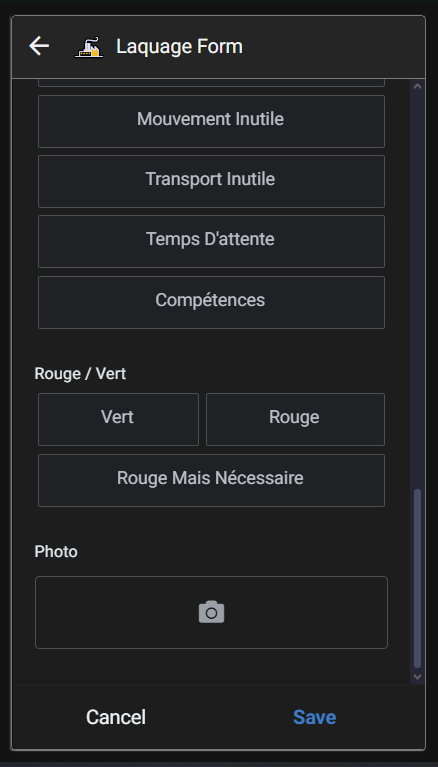 Laquage Form
Mouvement Inutile
Transport Inutile
Temps D'attente
Compétences
Rouge / Vert
Vert Rouge
Rouge Mais Nécessaire
Photo
Cancel Save